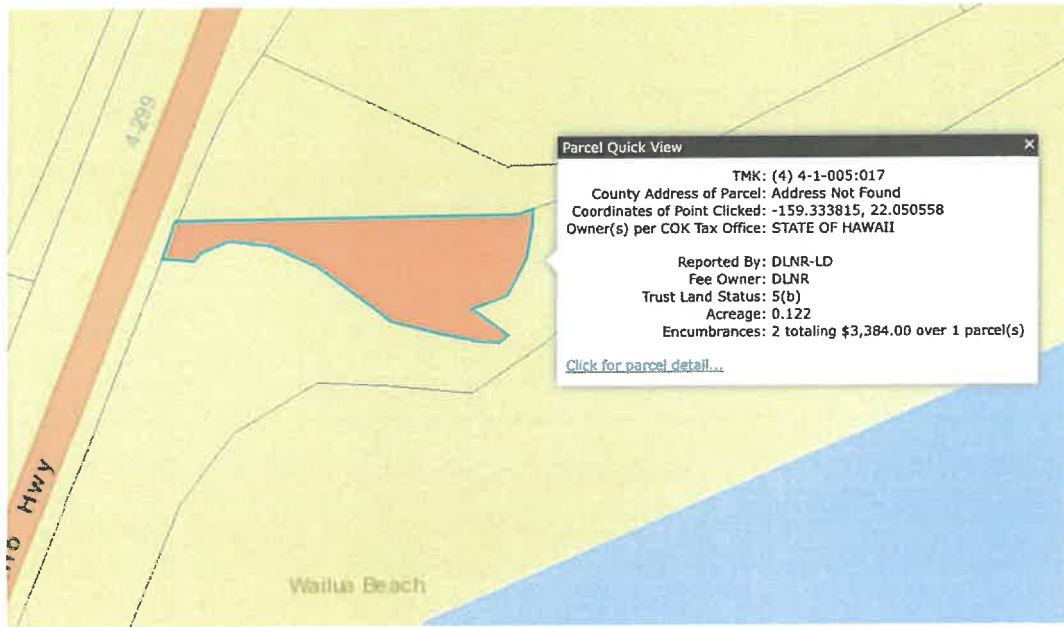 4-299
Parcel Quick View ×
TMK: (4) 4-1-005:017
County Address of Parcel: Address Not Found
Coordinates of Point Clicked: -159.333815, 22.050558
Owner(s) per COK Tax Office: STATE OF HAWAII
Reported By: DLNR-LD
Fee Owner: DLNR
Trust Land Status: 5(b)
Acreage: 0.122
Encumbrances: 2 totaling $3,384.00 over 1 parcel(s)
Click for parcel detail...
Hwy
Wailua Beach